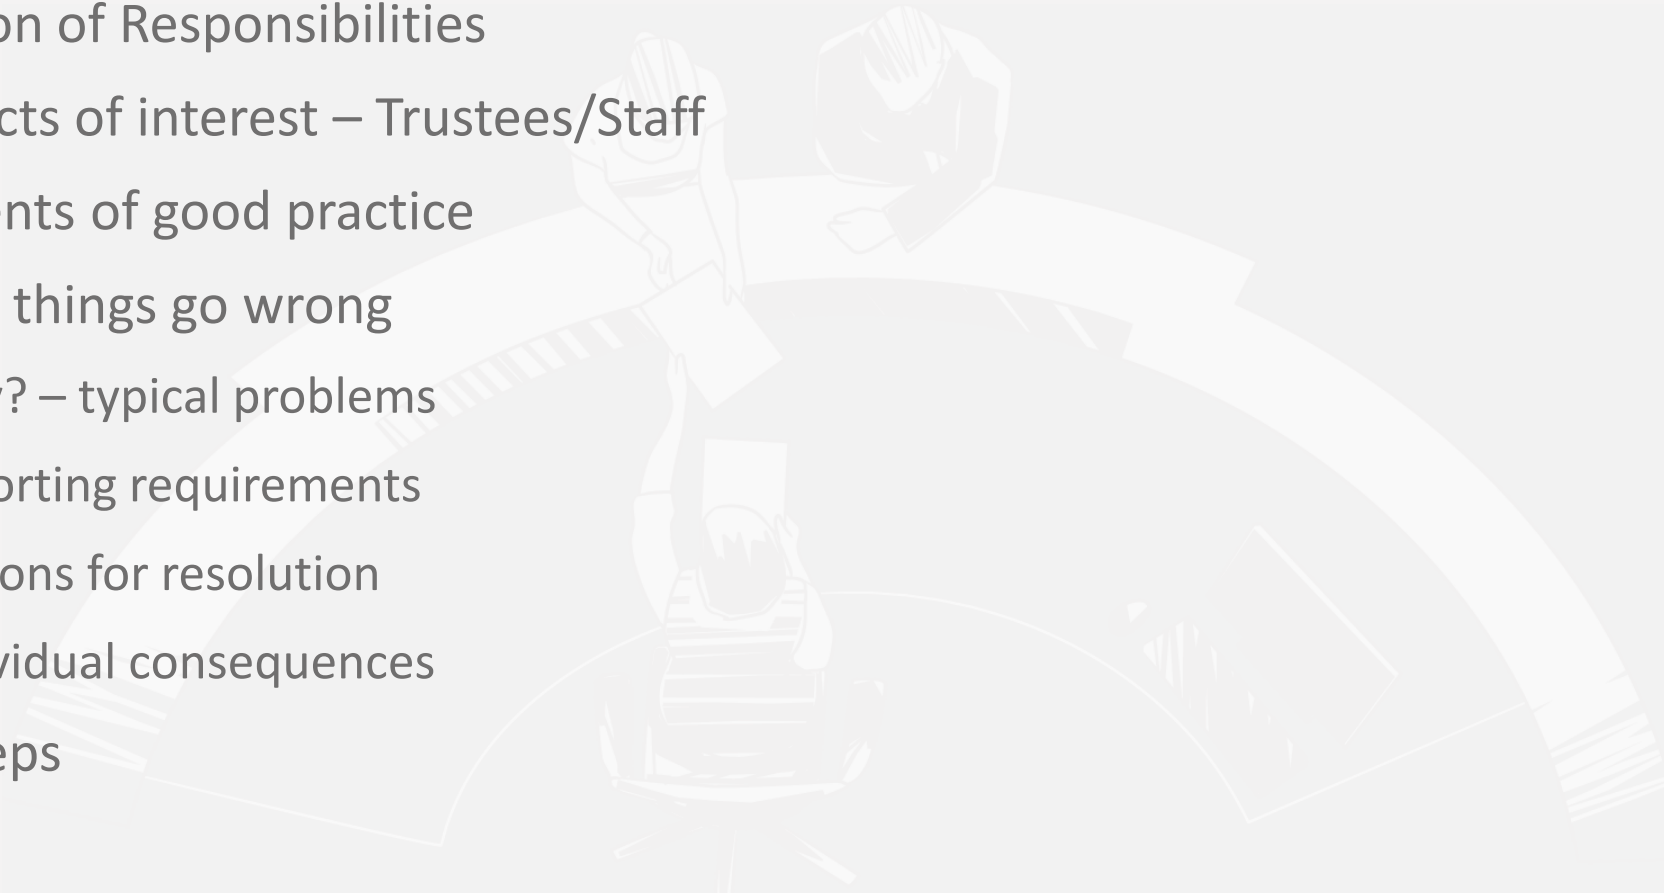 on of Responsibilities
cts of interest – Trustees/Staff
nts of good practice
things go wrong
? – typical problems
orting requirements
ons for resolution
vidual consequences
eps